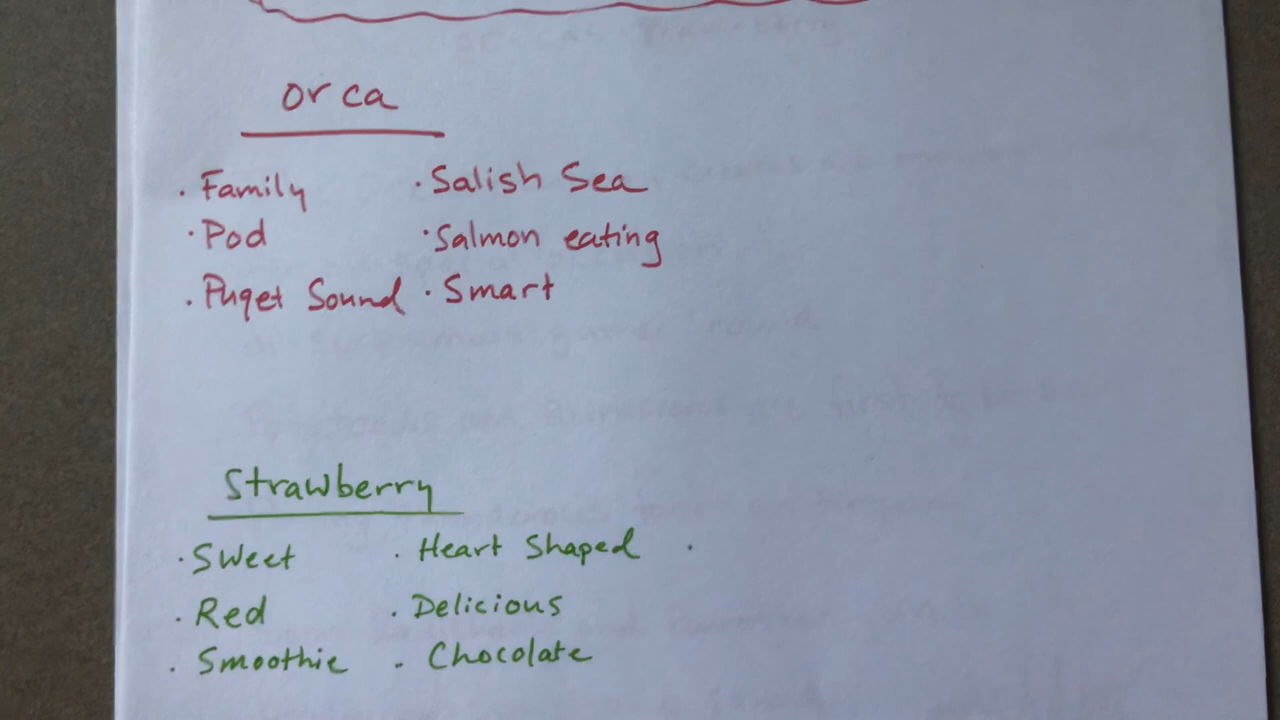 orca
· Family · Salish Sea
· Pod · Salmon eating
· Puget Sound · Smart
Strawberry
· Sweet · Heart Shaped ·
· Red · Delicious
· Smoothie · Chocolate